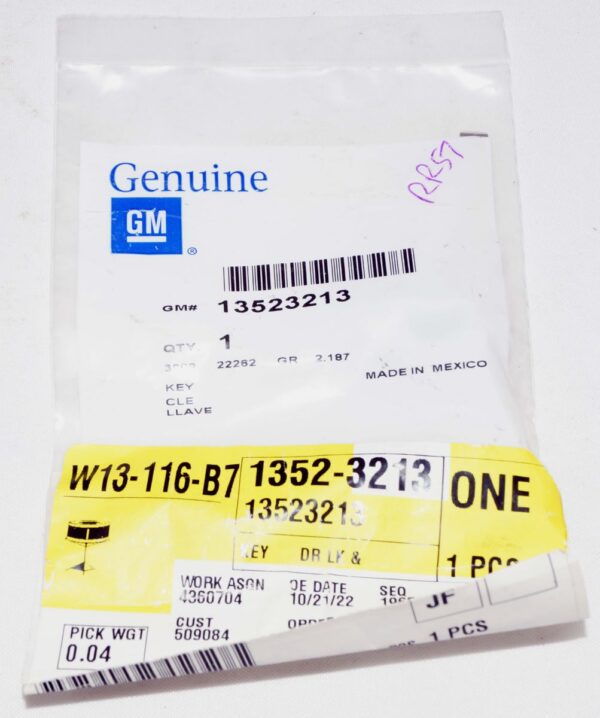 RR57
Genuine
GM
®
GM# 13523213
QTY 1
22262 GR 2.187
MADE IN MEXICO
KEY
CLE
LLAVE
W13-116-B7 1352-3213 ONE
13523213
KEY DR LK & 1 PCS
WORK ASGN DE DATE SEQ
4360704 10/21/22
JF
CUST
509084
1 PCS
PICK WGT
0.04